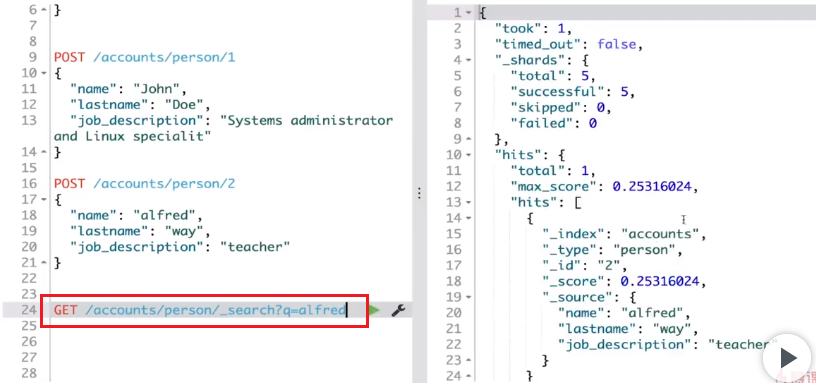 6 }
7
8
9 POST /accounts/person/1
10 {
11 "name": "John",
12 "lastname": "Doe",
13 "job_description": "Systems administrator
and Linux specialit"
14 }
15
16 POST /accounts/person/2
17 {
18 "name": "alfred",
19 "lastname": "way",
20 "job_description": "teacher"
21 }
22
23
24 GET /accounts/person/_search?q=alfred
25
26
27
28
1 {
2 "took": 1,
3 "timed_out": false,
4 "_shards": {
5 "total": 5,
6 "successful": 5,
7 "skipped": 0,
8 "failed": 0
9 },
10 "hits": {
11 "total": 1,
12 "max_score": 0.25316024,
13 "hits": [
14 {
15 "_index": "accounts",
16 "_type": "person",
17 "_id": "2",
18 "_score": 0.25316024,
19 "_source": {
20 "name": "alfred",
21 "lastname": "way",
22 "job_description": "teacher"
23 }
24 }